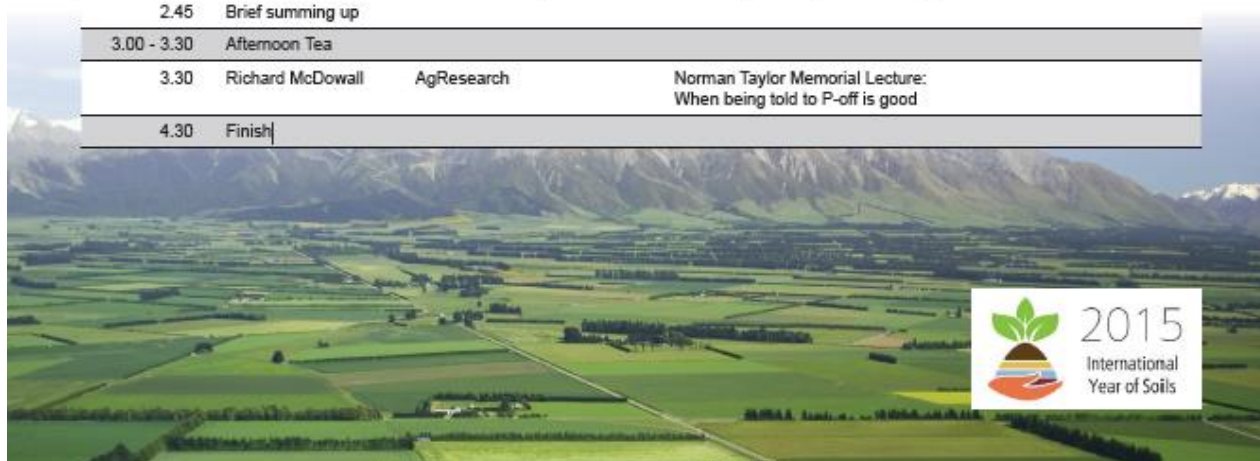 2.45 Brief summing up
3.00 - 3.30 Afternoon Tea
3.30 Richard McDowall AgResearch Norman Taylor Memorial Lecture:
When being told to P-off is good
4.30 Finish
2015
International
Year of Soils